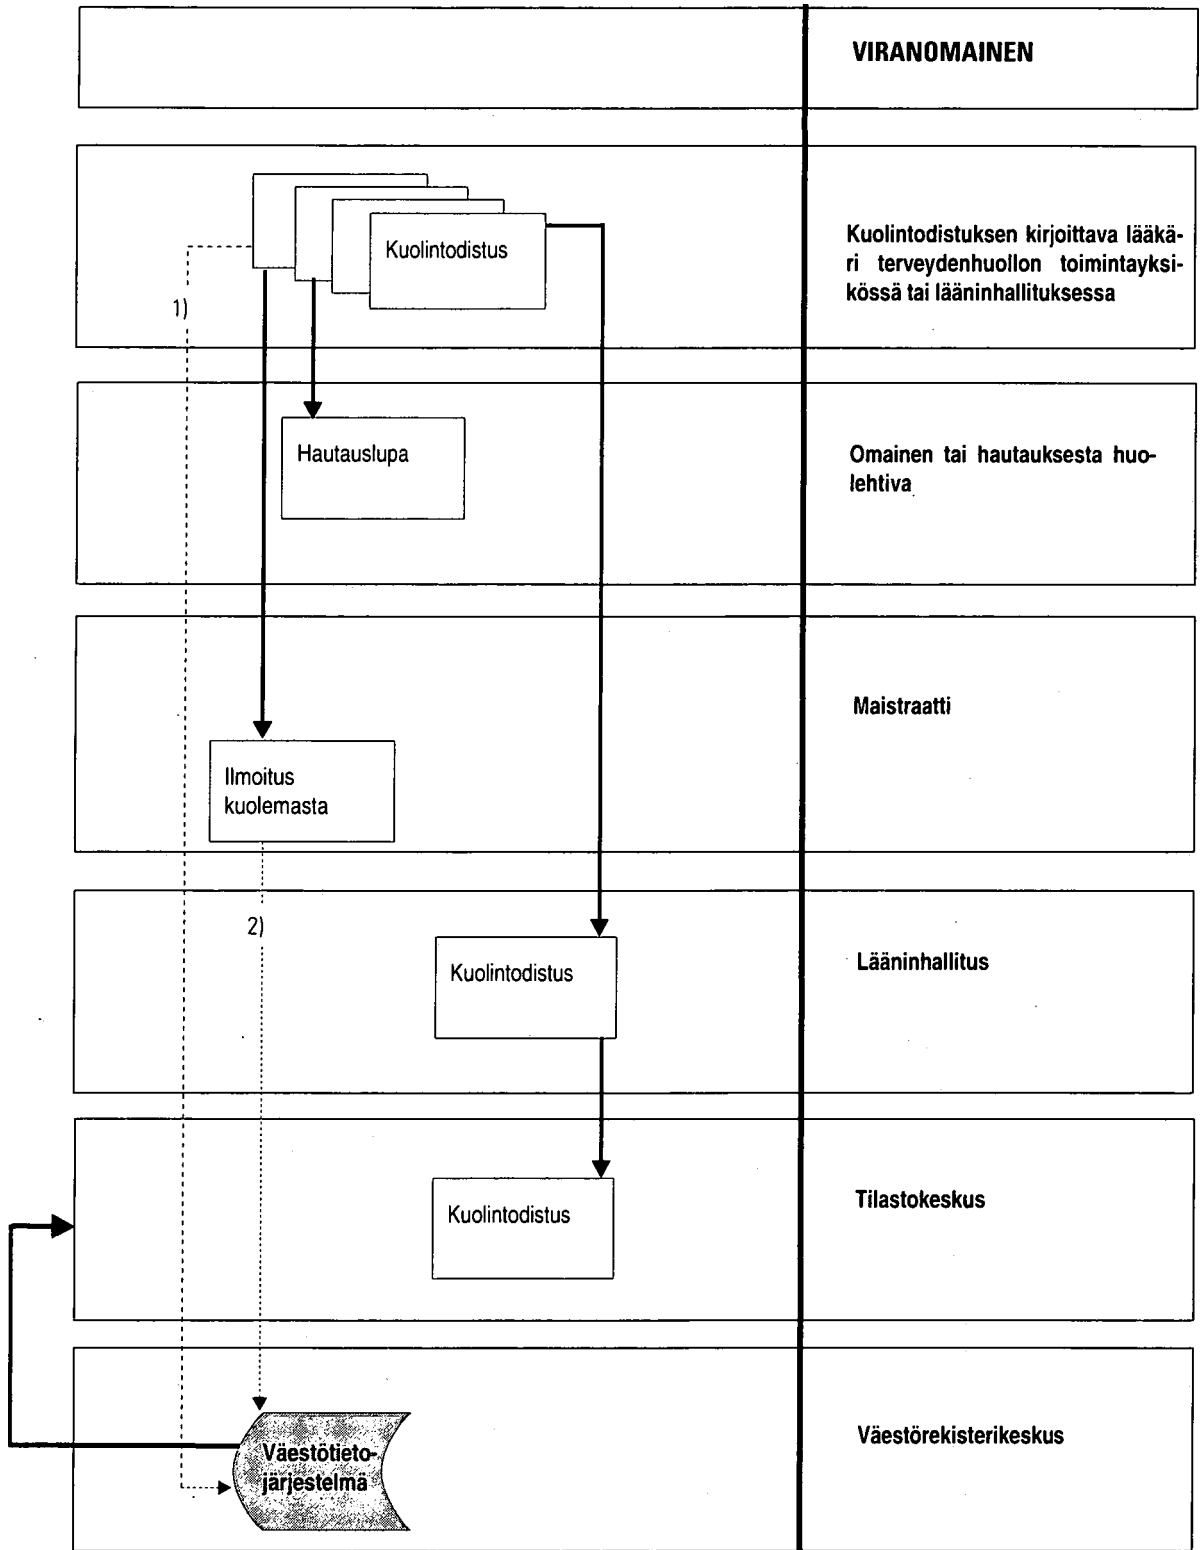 VIRANOMAINEN
Kuolintodistus
Kuolintodistuksen kirjoittava lääkä-
ri terveydenhuollon toimintayksi-
kössä tai lääninhallituksessa
1)
Hautauslupa
Omainen tai hautauksesta huo-
lehtiva
Maistraatti
Ilmoitus
kuolemasta
2)
Kuolintodistus
Lääninhallitus
Kuolintodistus
Tilastokeskus
Väestötieto-
järjestelmä
Väestörekisterikeskus